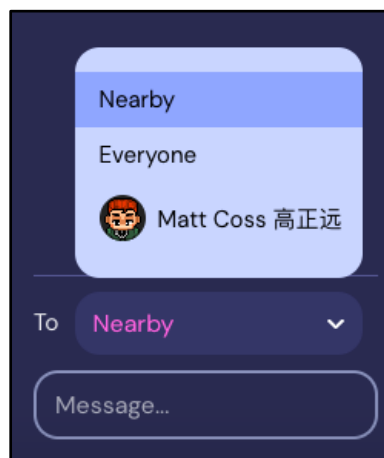 Nearby
Everyone
Matt Coss 高正远
To Nearby
Message...